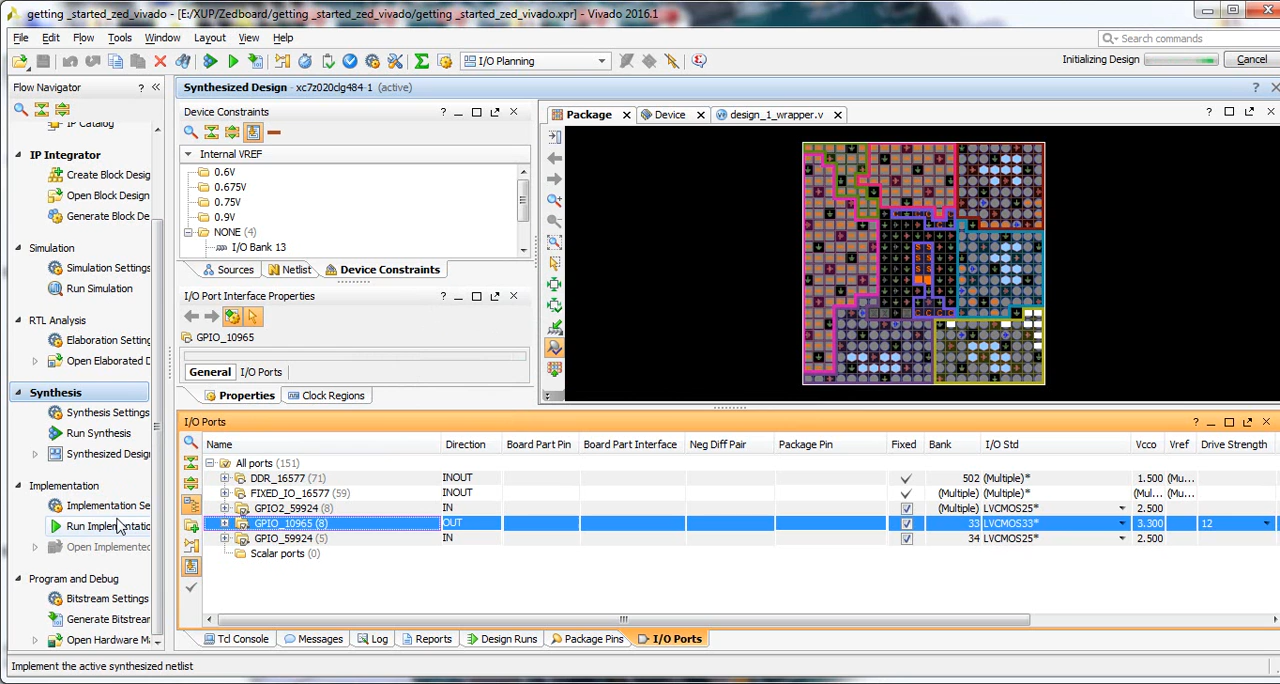 getting _started_zed_vivado - [E:/XUP/Zedboard/getting _started_zed_vivado/getting _started_zed_vivado.xpr] - Vivado 2016.1
File Edit Flow Tools Window Layout View Help
Search commands
I/O Planning
Initializing Design
Cancel
Flow Navigator
IP Catalog
IP Integrator
Create Block Desig
Open Block Design
Generate Block De
Simulation
Simulation Settings
Run Simulation
RTL Analysis
Elaboration Setting
Open Elaborated D
Synthesis
Synthesis Settings
Run Synthesis
Synthesized Desig
Implementation
Implementation Se
Run Implementatio
Open Implemented
Program and Debug
Bitstream Settings
Generate Bitstrear
Open Hardware M
Synthesized Design - xc7z020clg484-1 (active)
Device Constraints
Internal VREF
0.6V
0.675V
0.75V
0.9V
NONE (4)
I/O Bank 13
Sources Netlist Device Constraints
I/O Port Interface Properties
GPIO_10965
General I/O Ports
Properties Clock Regions
Package Device design_1_wrapper.v
I/O Ports
Name Direction Board Part Pin Board Part Interface Neg Diff Pair Package Pin Fixed Bank I/O Std Vcco Vref Drive Strength
All ports (151)
DDR_16577 (71) INOUT 502 (Multiple)* 1.500 (Mu...
FIXED_IO_16577 (59) INOUT (Multiple) (Multiple)* (Mul... (Mu...
GPIO2_59924 (8) IN (Multiple) LVCMOS25* 2.500
GPIO_10965 (8) OUT 33 LVCMOS33* 3.300 12
GPIO_59924 (5) IN 34 LVCMOS25* 2.500
Scalar ports (0)
Tcl Console Messages Log Reports Design Runs Package Pins I/O Ports
Implement the active synthesized netlist